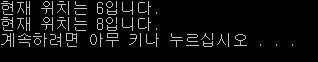 현재 위치는 6입니다.
현재 위치는 8입니다.
계속하려면 아무 키나 누르십시오 . . .